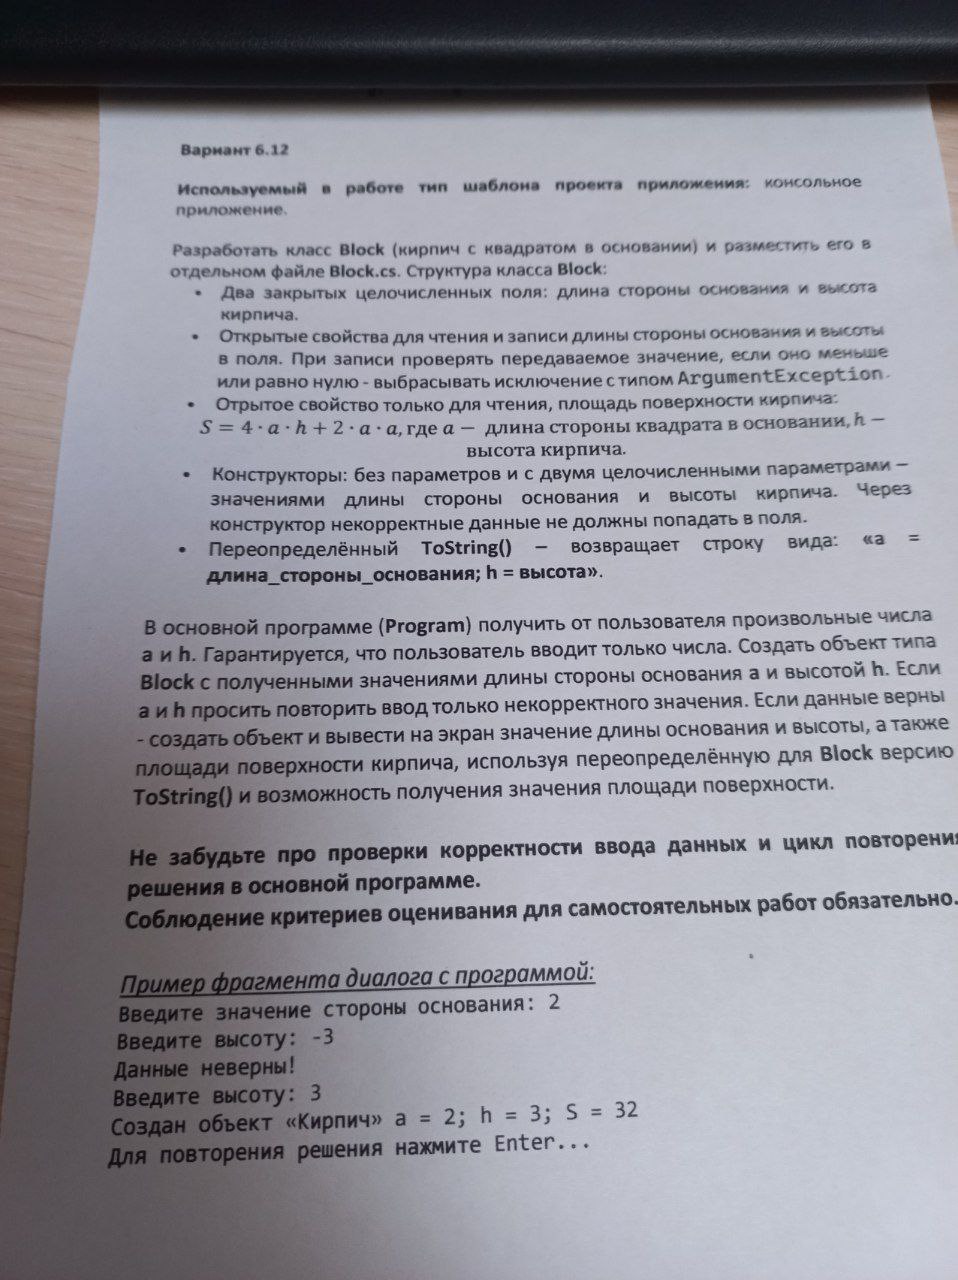 Вариант 6.12
Используемый в работе тип шаблона проекта приложения: консольное
приложение.
Разработать класс Block (кирпич с квадратом в основании) и разместить его в
отдельном файле Block.cs. Структура класса Block:
• Два закрытых целочисленных поля: длина стороны основания и высота
кирпича.
• Открытые свойства для чтения и записи длины стороны основания и высоты
в поля. При записи проверять передаваемое значение, если оно меньше
или равно нулю - выбрасывать исключение с типом ArgumentException.
• Отрытое свойство только для чтения, площадь поверхности кирпича:
S = 4 · a · h + 2 · a · a, где a — длина стороны квадрата в основании, h —
высота кирпича.
• Конструкторы: без параметров и с двумя целочисленными параметрами –
значениями длины стороны основания и высоты кирпича. Через
конструктор некорректные данные не должны попадать в поля.
• Переопределённый ToString() – возвращает строку вида: «a =
длина_стороны_основания; h = высота».
В основной программе (Program) получить от пользователя произвольные числа
a и h. Гарантируется, что пользователь вводит только числа. Создать объект типа
Block с полученными значениями длины стороны основания a и высотой h. Если
a и h просить повторить ввод только некорректного значения. Если данные верны
- создать объект и вывести на экран значение длины основания и высоты, а также
площади поверхности кирпича, используя переопределённую для Block версию
ToString() и возможность получения значения площади поверхности.
Не забудьте про проверки корректности ввода данных и цикл повторения
решения в основной программе.
Соблюдение критериев оценивания для самостоятельных работ обязательно.
Пример фрагмента диалога с программой:
Введите значение стороны основания: 2
Введите высоту: -3
Данные неверны!
Введите высоту: 3
Создан объект «Кирпич» a = 2; h = 3; S = 32
Для повторения решения нажмите Enter...